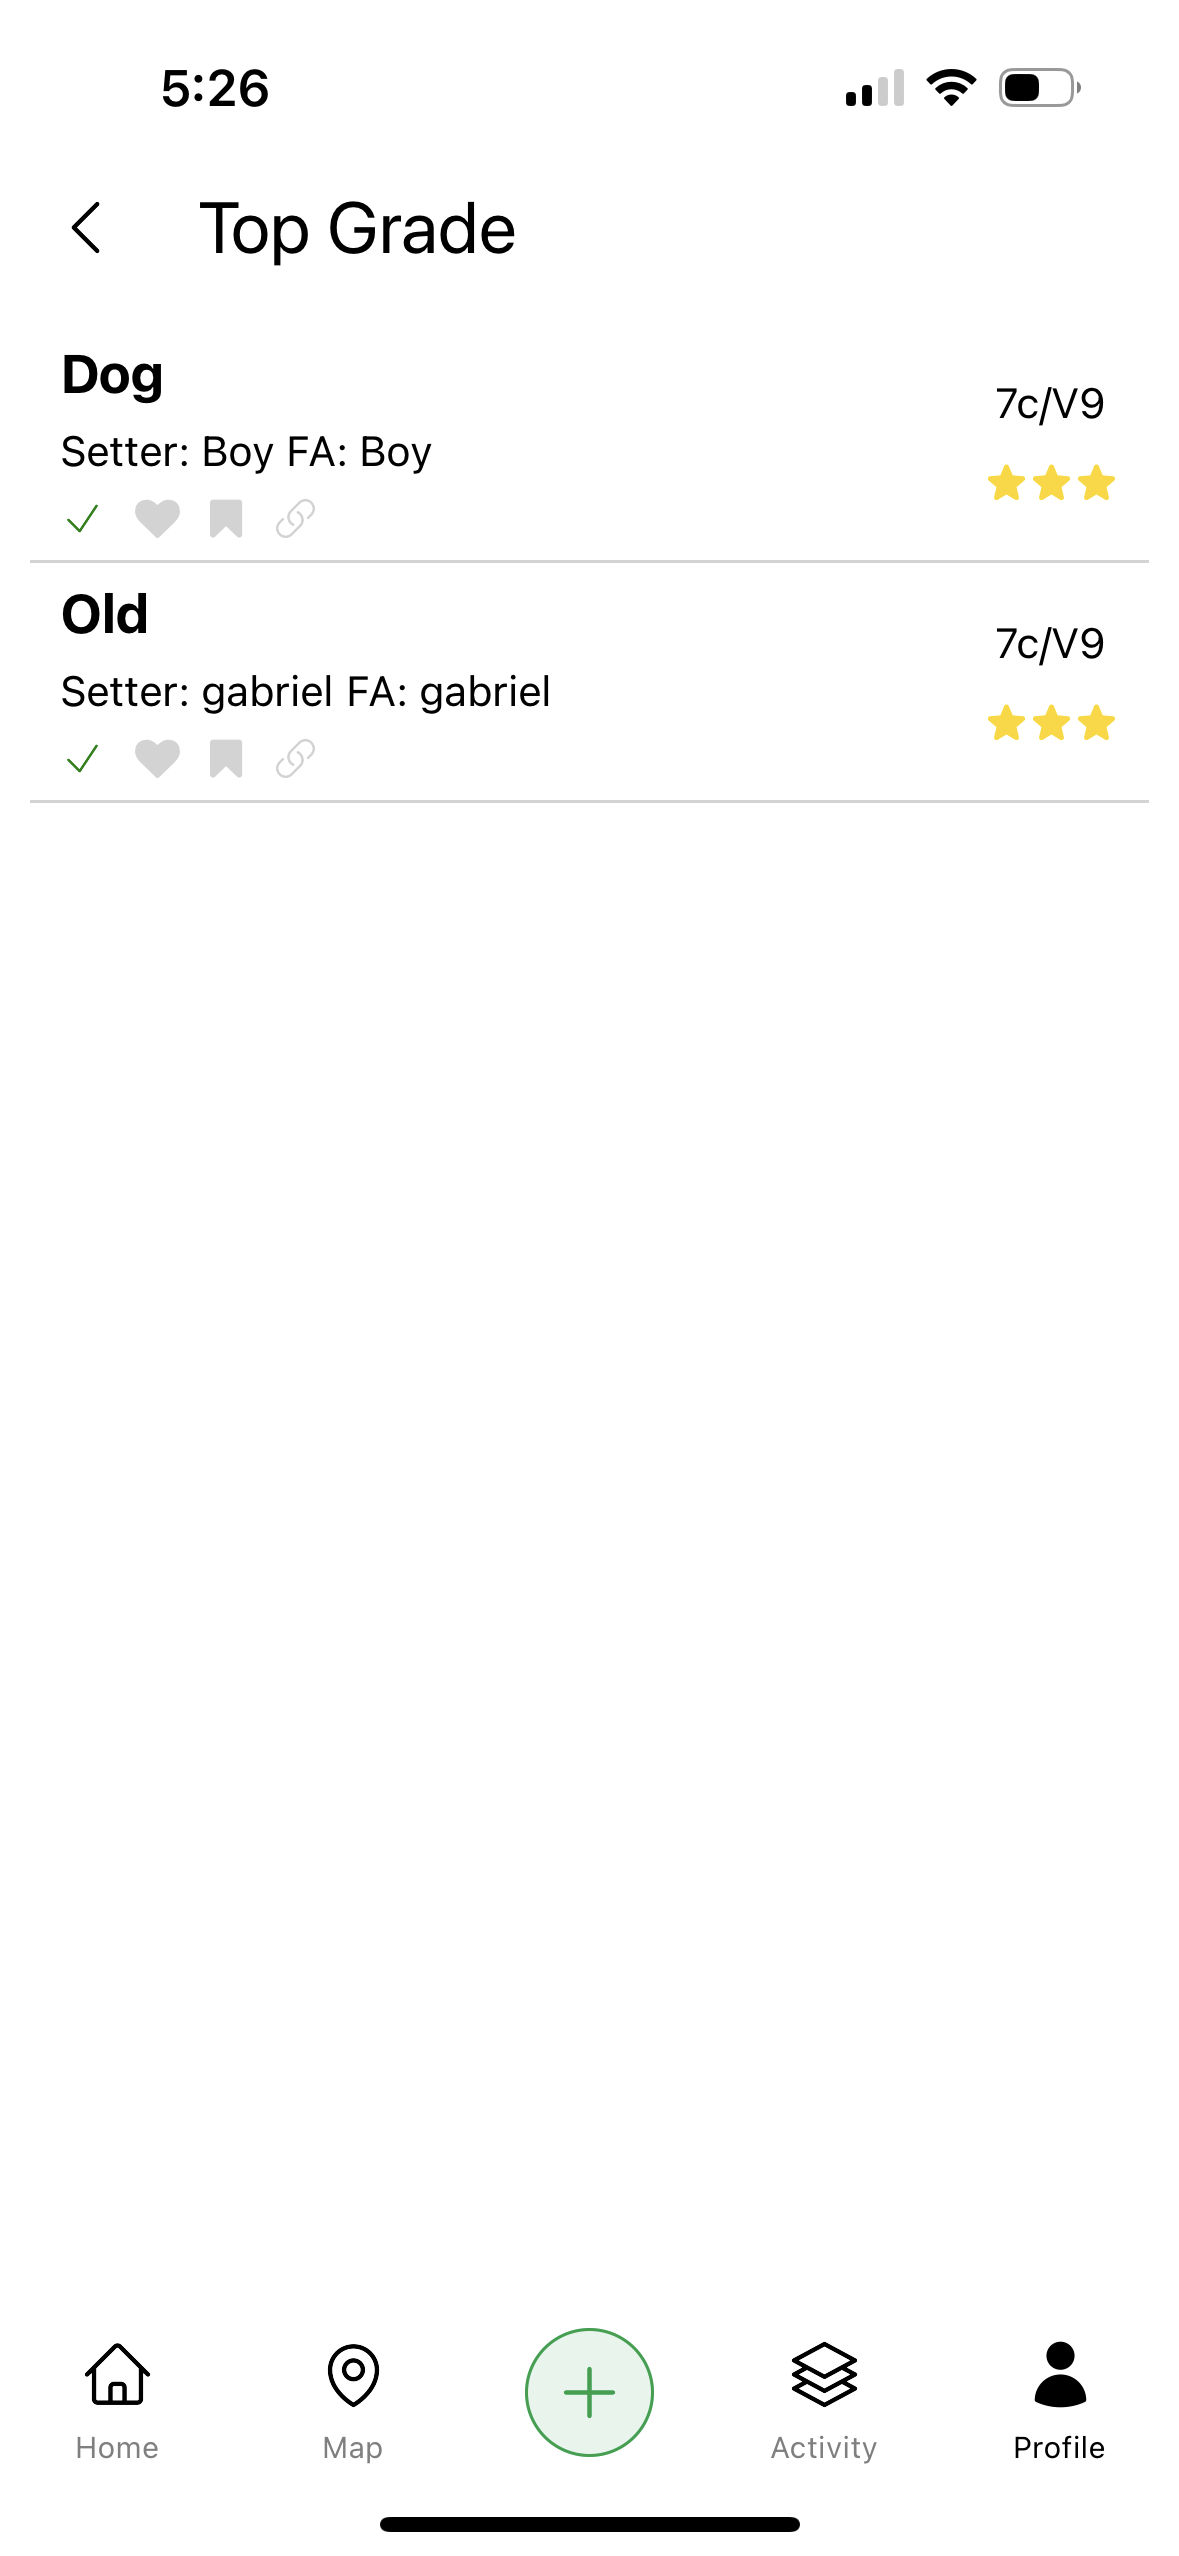 5:26
Top Grade
Dog
7c/V9
Setter: Boy FA: Boy
Old
7c/V9
Setter: gabriel FA: gabriel
Home
Map
Activity
Profile